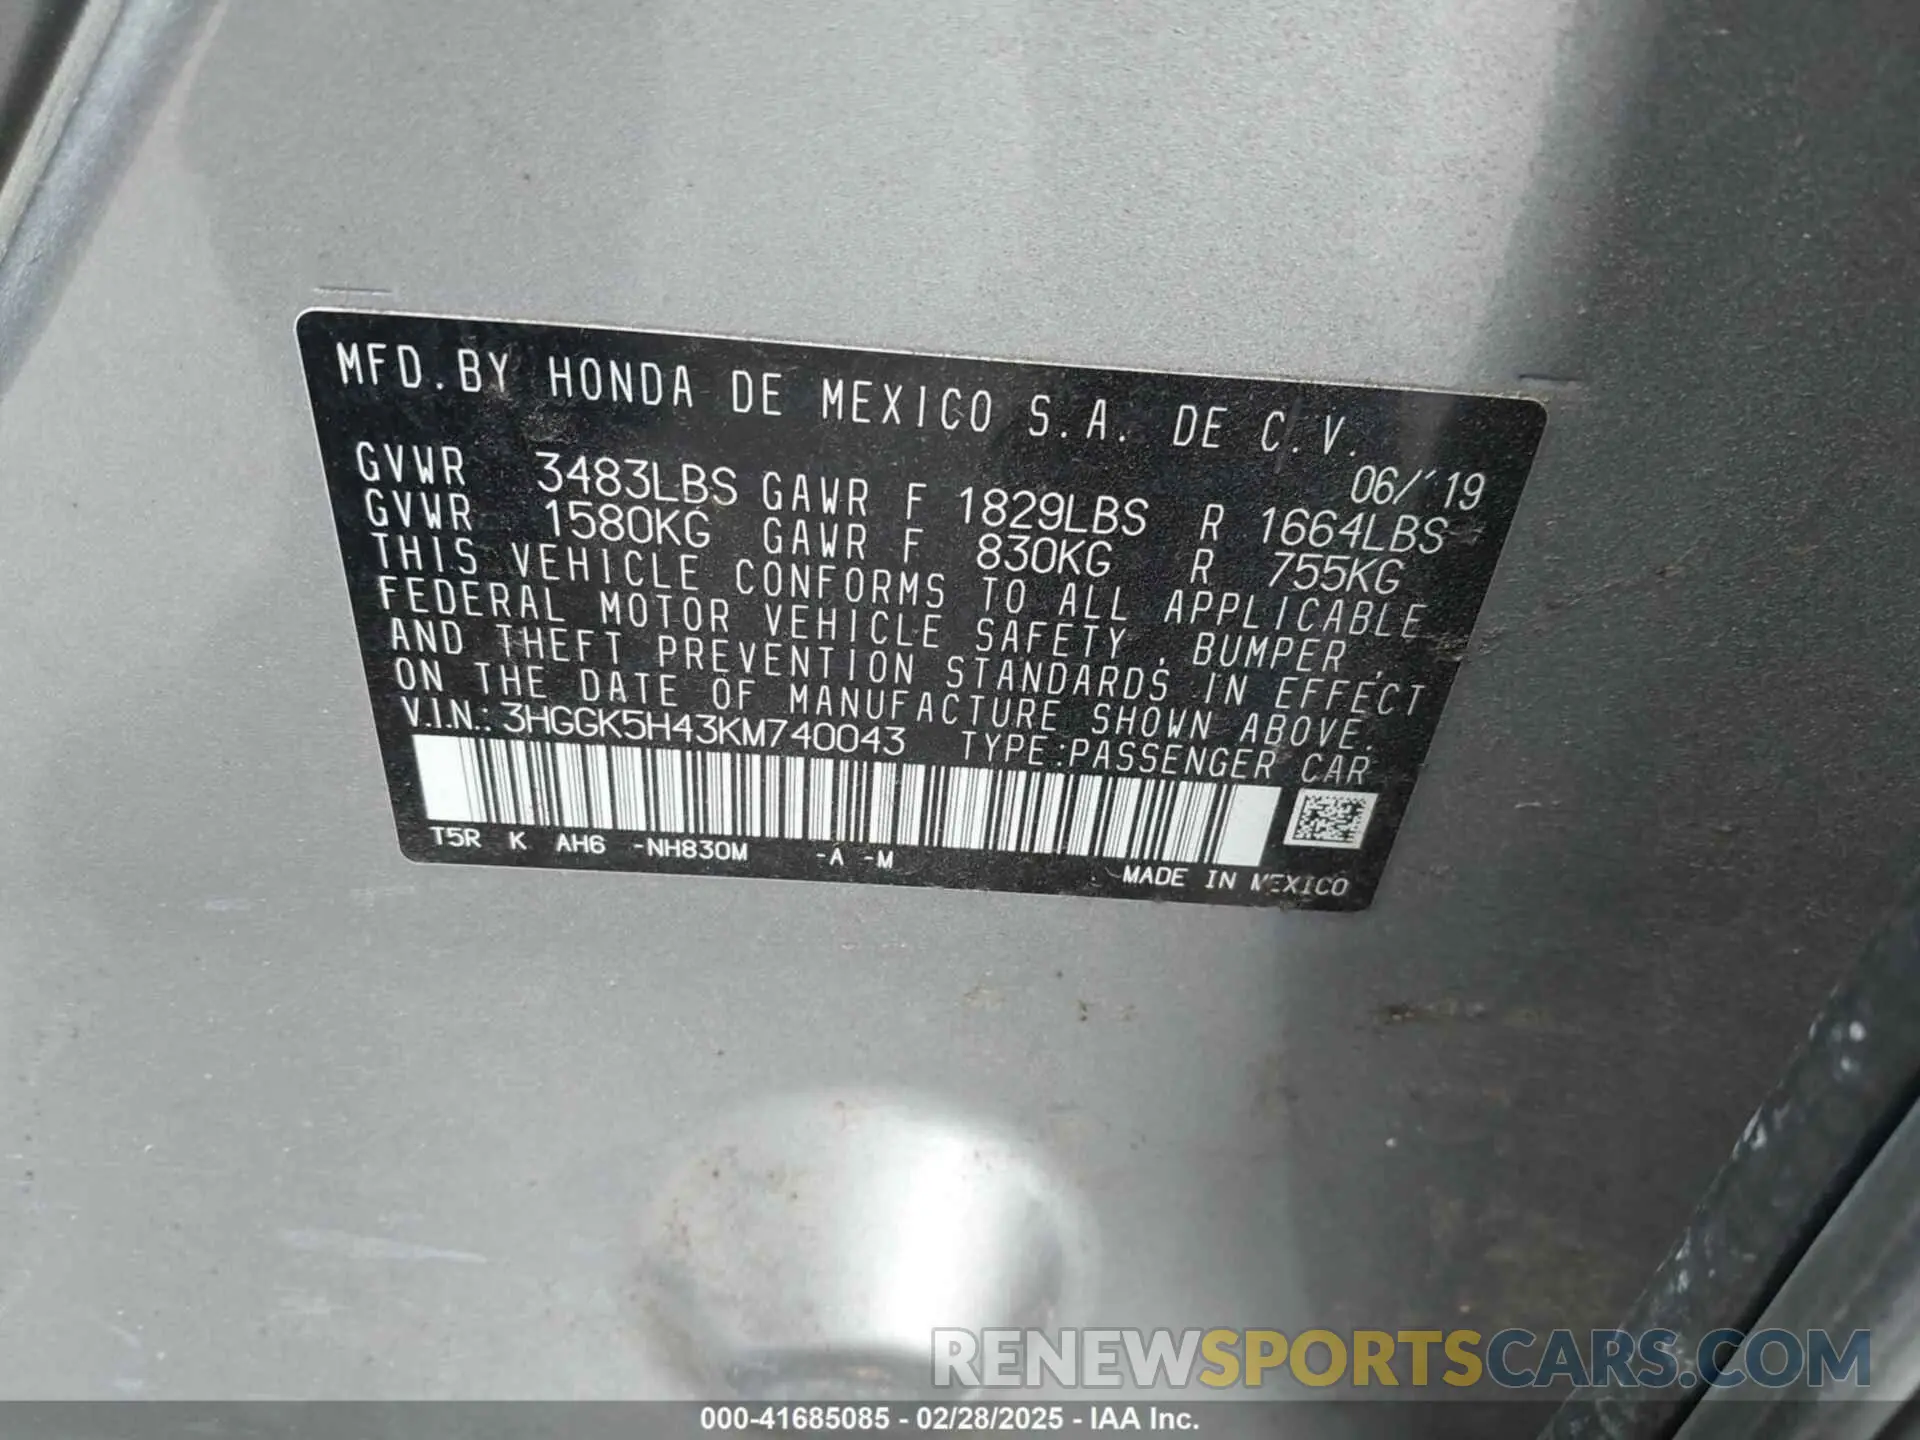 MFD.BY HONDA DE MEXICO S.A. DE C.V.
06/'19
GVWR 3483LBS GAWR F 1829LBS R 1664LBS
GVWR 1580KG GAWR F 830KG R 755KG
THIS VEHICLE CONFORMS TO ALL APPLICABLE
FEDERAL MOTOR VEHICLE SAFETY, BUMPER,
AND THEFT PREVENTION STANDARDS IN EFFECT
ON THE DATE OF MANUFACTURE SHOWN ABOVE.
V.I.N.: 3HGGK5H43KM740043 TYPE:PASSENGER CAR
T5R K AH6 -NH830M -A -M
MADE IN MEXICO
RENEWSPORTSCARS.COM
000-41685085 - 02/28/2025 - IAA Inc.